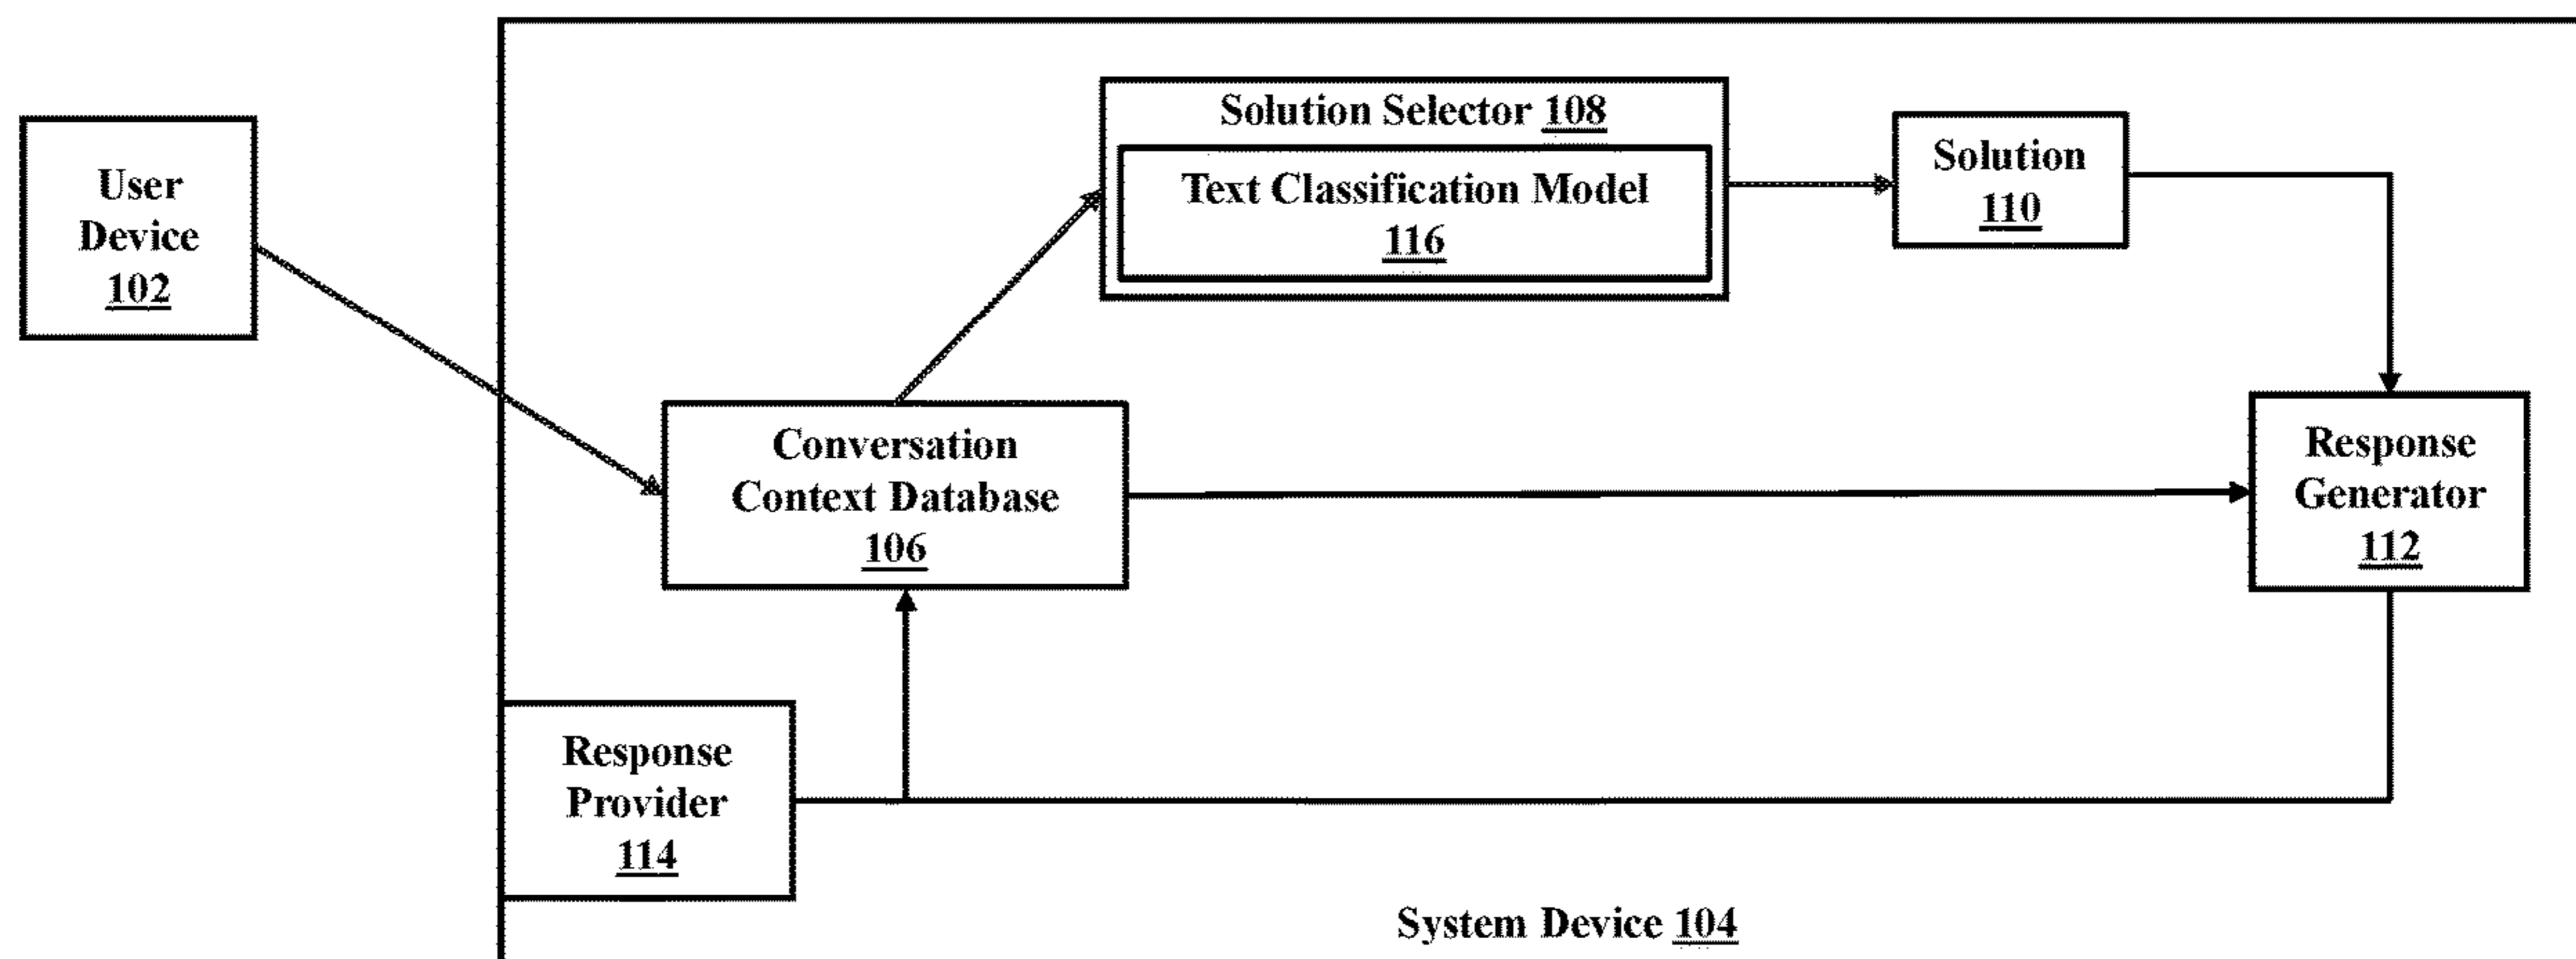 Solution Selector 108
Text Classification Model
116
Solution
110
User
Device
102
Conversation
Context Database
106
Response
Generator
112
Response
Provider
114
System Device 104